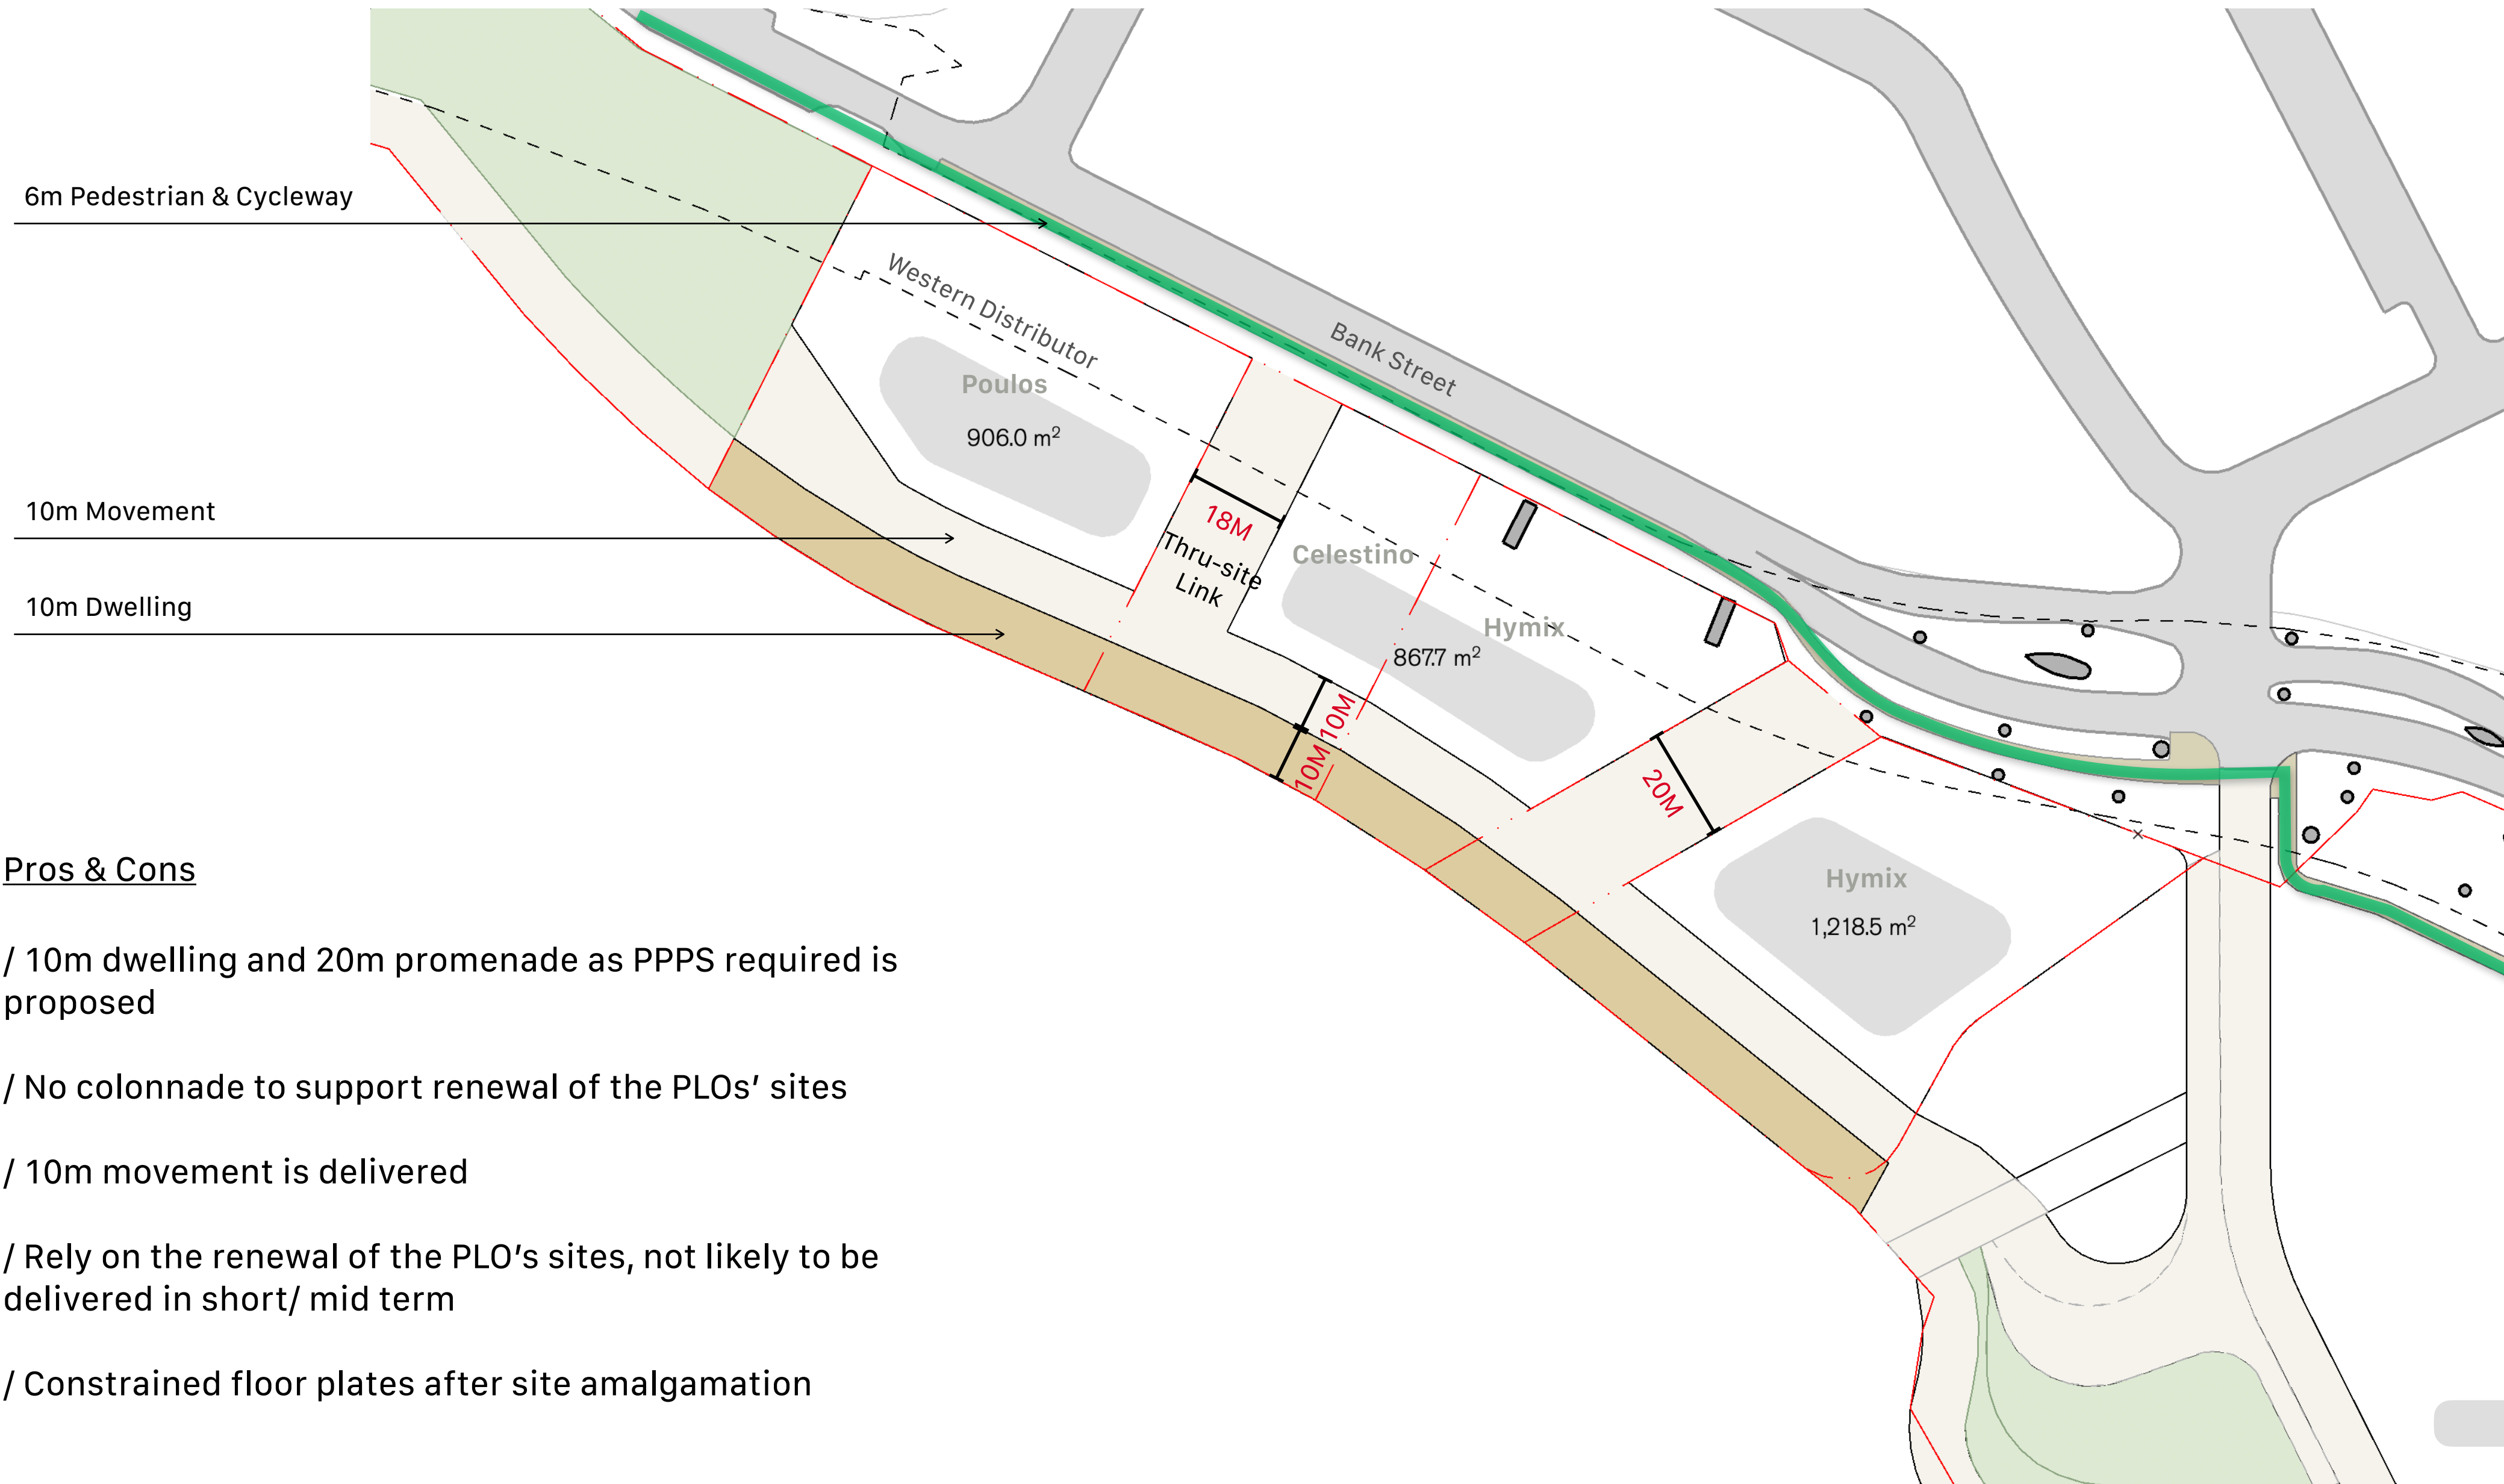 6m Pedestrian & Cycleway
Western Distributor
Bank Street
Poulos
906.0 m²
10m Movement
18M
Thru-site
Link
Celestino
10m Dwelling
Hymix
867.7 m²
10M
10M
20M
Hymix
1,218.5 m²
Pros & Cons
/ 10m dwelling and 20m promenade as PPPS required is
proposed
/ No colonnade to support renewal of the PLOs’ sites
/ 10m movement is delivered
/ Rely on the renewal of the PLO’s sites, not likely to be
delivered in short/ mid term
/ Constrained floor plates after site amalgamation